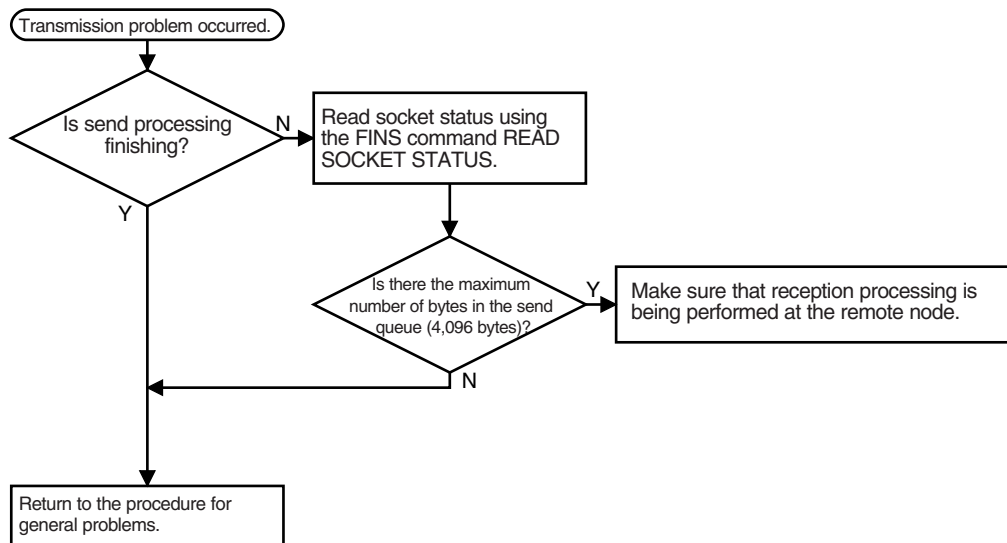 Transmission problem occurred.
Is send processing
finishing?
N
Read socket status using
the FINS command READ
SOCKET STATUS.
Y
Is there the maximum
number of bytes in the send
queue (4,096 bytes)?
Y
Make sure that reception processing is
being performed at the remote node.
N
Return to the procedure for
general problems.